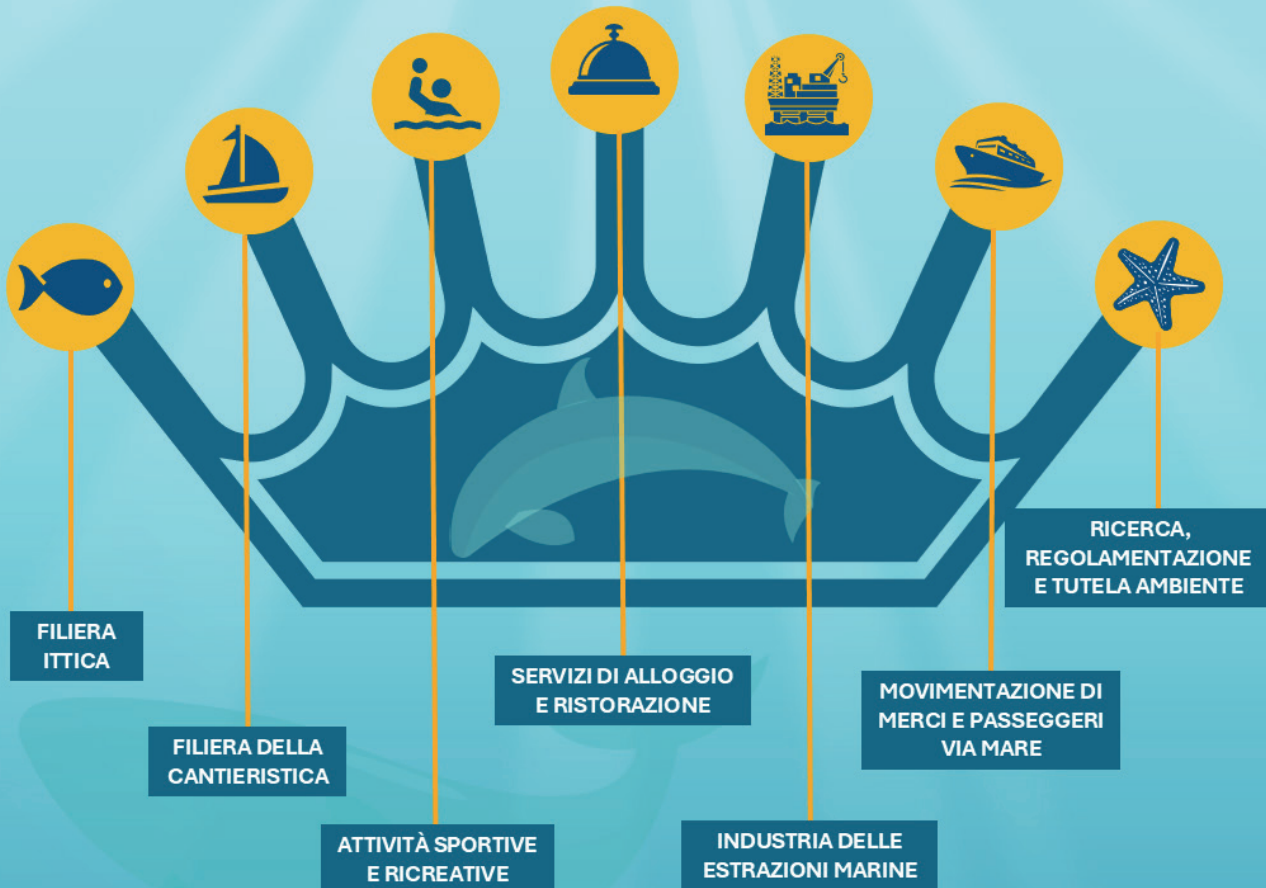 FILIERA
ITTICA
FILIERA DELLA
CANTIERISTICA
ATTIVITÀ SPORTIVE
E RICREATIVE
SERVIZI DI ALLOGGIO
E RISTORAZIONE
INDUSTRIA DELLE
ESTRAZIONI MARINE
MOVIMENTAZIONE DI
MERCI E PASSEGGERI
VIA MARE
RICERCA,
REGOLAMENTAZIONE
E TUTELA AMBIENTE